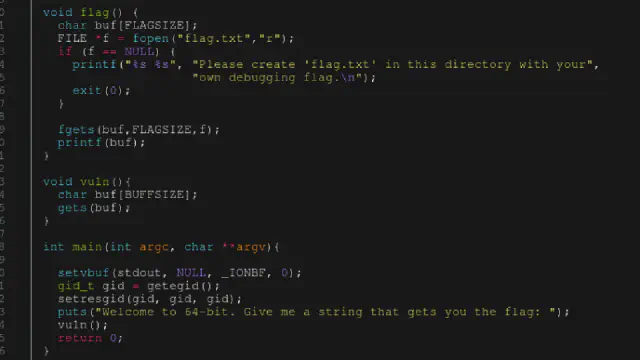 void flag() {
char buf[FLAGSIZE];
FILE *f = fopen("flag.txt","r");
if (f == NULL) {
printf("%s %s", "Please create 'flag.txt' in this directory with your",
"own debugging flag.\n");
exit(0);
}
fgets(buf,FLAGSIZE,f);
printf(buf);
}
void vuln(){
char buf[BUFFSIZE];
gets(buf);
}
int main(int argc, char **argv){
setvbuf(stdout, NULL, _IONBF, 0);
gid_t gid = getegid();
setresgid(gid, gid, gid);
puts("Welcome to 64-bit. Give me a string that gets you the flag: ");
vuln();
return 0;
}